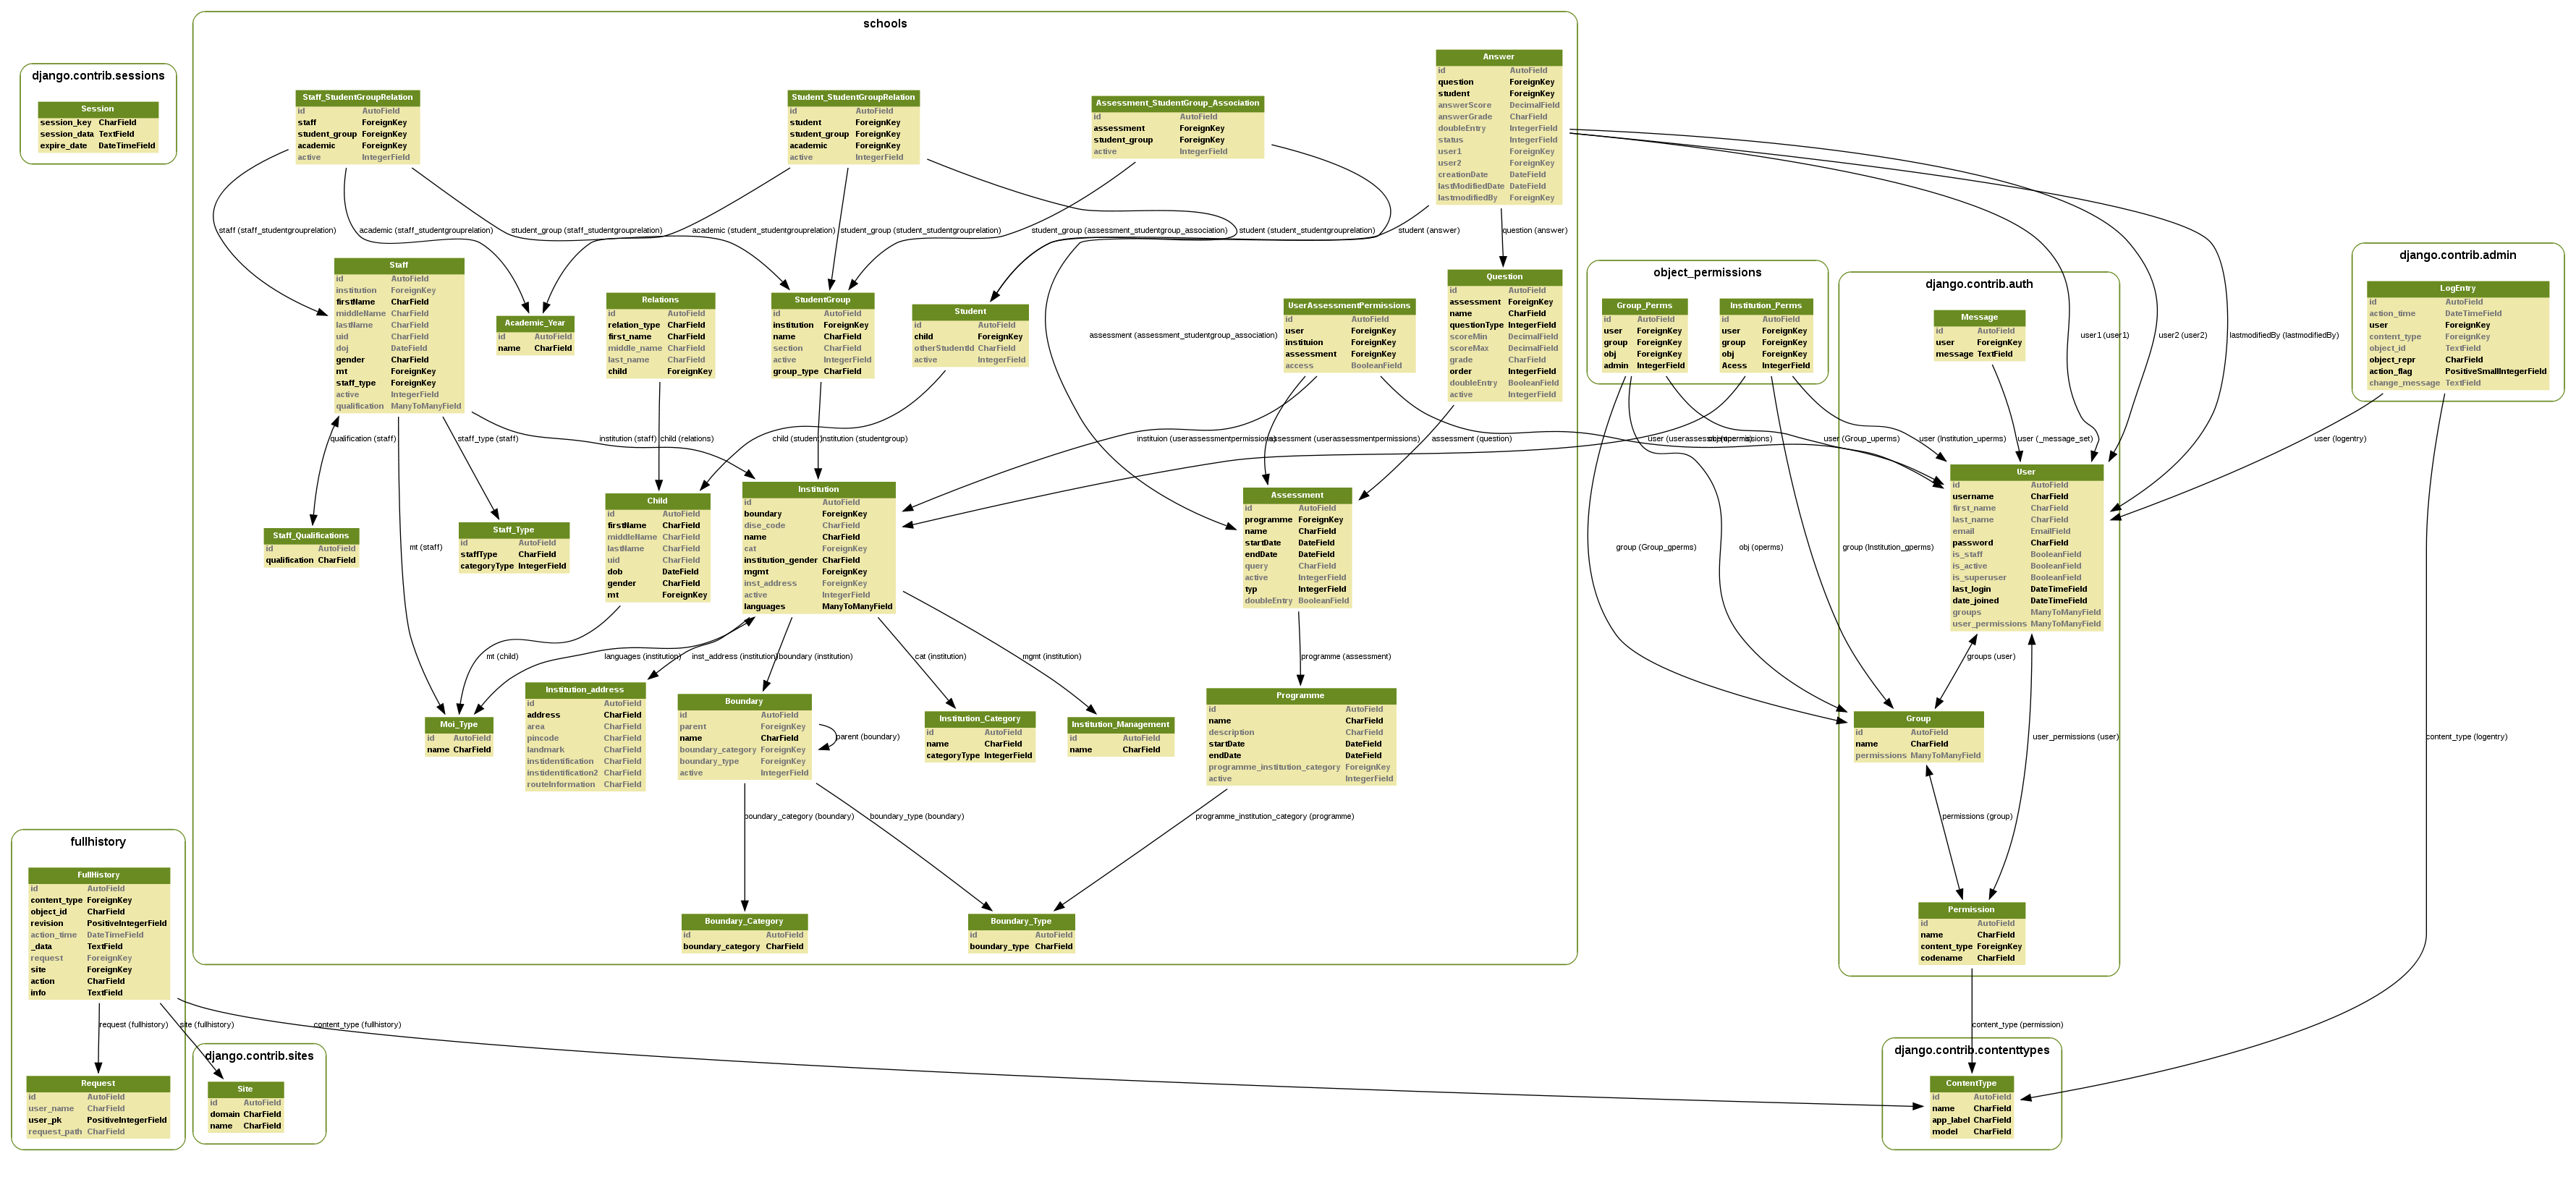 schools
django.contrib.sessions
Session
session_key CharField
session_data TextField
expire_date DateTimeField
Staff_StudentGroupRelation
id AutoField
staff ForeignKey
student_group ForeignKey
academic ForeignKey
active IntegerField
Student_StudentGroupRelation
id AutoField
student ForeignKey
student_group ForeignKey
academic ForeignKey
active IntegerField
Assessment_StudentGroup_Association
id AutoField
assessment ForeignKey
student_group ForeignKey
active IntegerField
Answer
id AutoField
question ForeignKey
student ForeignKey
answerScore DecimalField
answerGrade CharField
doubleEntry IntegerField
status IntegerField
user1 ForeignKey
user2 ForeignKey
creationDate DateField
lastModifiedDate DateField
lastmodifiedBy ForeignKey
staff (staff_studentgrouprelation)
academic (staff_studentgrouprelation)
student_group (staff_studentgrouprelation)
academic (student_studentgrouprelation)
student_group (student_studentgrouprelation)
student_group (assessment_studentgroup_association)
student (student_studentgrouprelation)
student (answer)
question (answer)
Staff
id AutoField
institution ForeignKey
firstName CharField
middleName CharField
lastName CharField
uid CharField
doj DateField
gender CharField
mt ForeignKey
staff_type ForeignKey
active IntegerField
qualification ManyToManyField
Academic_Year
id AutoField
name CharField
Relations
id AutoField
relation_type CharField
first_name CharField
middle_name CharField
last_name CharField
child ForeignKey
StudentGroup
id AutoField
institution ForeignKey
name CharField
section CharField
active IntegerField
group_type CharField
Student
id AutoField
child ForeignKey
otherStudentId CharField
active IntegerField
assessment (assessment_studentgroup_association)
UserAssessmentPermissions
id AutoField
user ForeignKey
instituion ForeignKey
assessment ForeignKey
access BooleanField
Question
id AutoField
assessment ForeignKey
name CharField
questionType IntegerField
scoreMin DecimalField
scoreMax DecimalField
grade CharField
order IntegerField
doubleEntry BooleanField
active IntegerField
object_permissions
Group_Perms
id AutoField
user ForeignKey
group ForeignKey
obj ForeignKey
admin IntegerField
Institution_Perms
id AutoField
user ForeignKey
group ForeignKey
obj ForeignKey
Acess IntegerField
django.contrib.auth
Message
id AutoField
user ForeignKey
message TextField
user1 (user1)
user2 (user2)
lastmodifiedBy (lastmodifiedBy)
django.contrib.admin
LogEntry
id AutoField
action_time DateTimeField
user ForeignKey
content_type ForeignKey
object_id TextField
object_repr CharField
action_flag PositiveSmallIntegerField
change_message TextField
qualification (staff)
staff_type (staff)
institution (staff)
child (relations)
child (student)
institution (studentgroup)
instituion (userassessmentpermissions)
assessment (userassessmentpermissions)
assessment (question)
user (Group_uperms)
user (Institution_uperms)
user (_message_set)
user (logentry)
Staff_Qualifications
id AutoField
qualification CharField
Staff_Type
id AutoField
staffType CharField
categoryType IntegerField
Child
id AutoField
firstName CharField
middleName CharField
lastName CharField
uid CharField
dob DateField
gender CharField
mt ForeignKey
Institution
id AutoField
boundary ForeignKey
dise_code CharField
name CharField
cat ForeignKey
institution_gender CharField
mgmt ForeignKey
inst_address ForeignKey
active IntegerField
languages ManyToManyField
Assessment
id AutoField
programme ForeignKey
name CharField
startDate DateField
endDate DateField
query CharField
active IntegerField
typ IntegerField
doubleEntry BooleanField
User
id AutoField
username CharField
first_name CharField
last_name CharField
email EmailField
password CharField
is_staff BooleanField
is_active BooleanField
is_superuser BooleanField
last_login DateTimeField
date_joined DateTimeField
groups ManyToManyField
user_permissions ManyToManyField
mt (staff)
group (Group_gperms)
obj (operms)
group (Institution_gperms)
mt (child)
languages (institution)
inst_address (institution)
boundary (institution)
cat (institution)
mgmt (institution)
programme (assessment)
groups (user)
Moi_Type
id AutoField
name CharField
Institution_address
id AutoField
address CharField
area CharField
pincode CharField
landmark CharField
instidentification CharField
instidentification2 CharField
routeInformation CharField
Boundary
id AutoField
parent ForeignKey
name CharField
boundary_category ForeignKey
boundary_type ForeignKey
active IntegerField
parent (boundary)
Institution_Category
id AutoField
name CharField
categoryType IntegerField
Institution_Management
id AutoField
name CharField
Programme
id AutoField
name CharField
description CharField
startDate DateField
endDate DateField
programme_institution_category ForeignKey
active IntegerField
Group
id AutoField
name CharField
permissions ManyToManyField
user_permissions (user)
content_type (logentry)
boundary_category (boundary)
boundary_type (boundary)
programme_institution_category (programme)
permissions (group)
Boundary_Category
id AutoField
boundary_category CharField
Boundary_Type
id AutoField
boundary_type CharField
Permission
id AutoField
name CharField
content_type ForeignKey
codename CharField
fullhistory
FullHistory
id AutoField
content_type ForeignKey
object_id CharField
revision PositiveIntegerField
action_time DateTimeField
_data TextField
request ForeignKey
site ForeignKey
action CharField
info TextField
request (fullhistory)
site (fullhistory)
content_type (fullhistory)
content_type (permission)
Request
id AutoField
user_name CharField
user_pk PositiveIntegerField
request_path CharField
django.contrib.sites
Site
id AutoField
domain CharField
name CharField
django.contrib.contenttypes
ContentType
id AutoField
name CharField
app_label CharField
model CharField